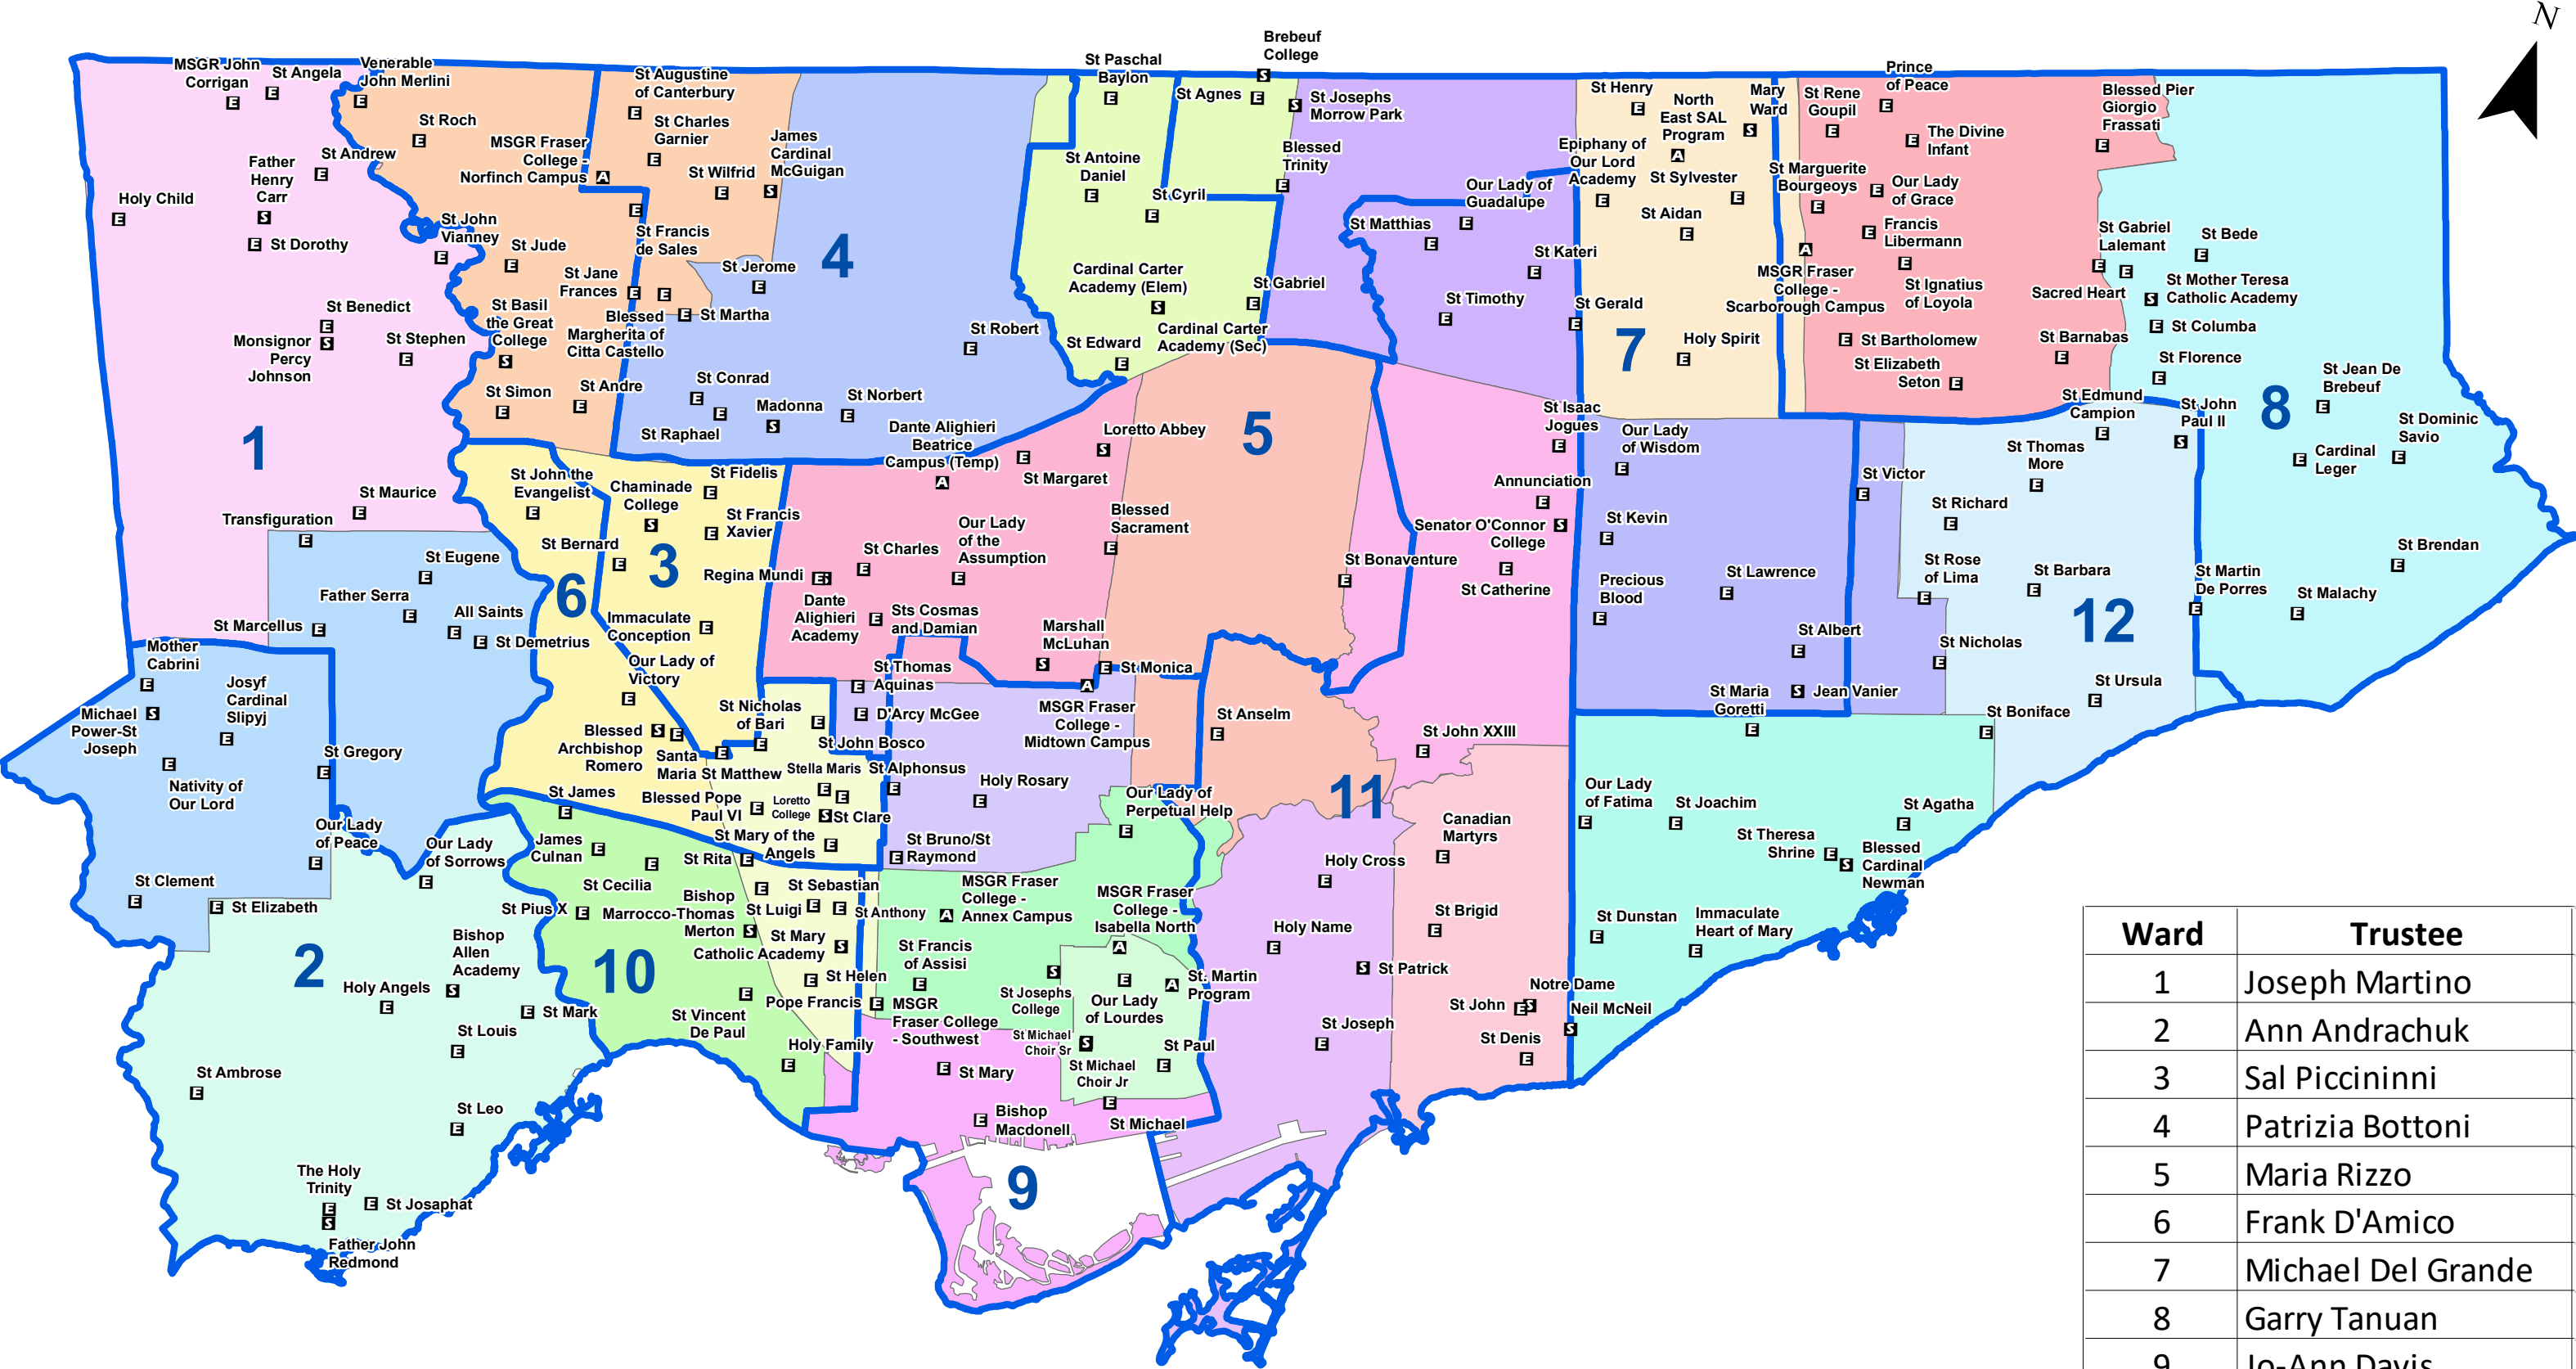 N
MSGR John
Corrigan
St Angela
Venerable
John Merlini
St Roch
St Andrew
Father
Henry
Carr
Holy Child
St Dorothy
St John
Vianney
St Benedict
Monsignor
Percy
Johnson
St Stephen
1
St Maurice
Transfiguration
St Eugene
Father Serra
All Saints
St Marcellus
St Demetrius
Mother
Cabrini
Josyf
Cardinal
Slipyj
Michael
Power-St
Joseph
Nativity of
Our Lord
St Gregory
Our Lady
of Peace
Our Lady
of Sorrows
St Clement
St Elizabeth
Bishop
Allen
Academy
2
Holy Angels
St Mark
St Louis
St Ambrose
St Leo
The Holy
Trinity
St Josaphat
Father John
Redmond
MSGR Fraser
College -
Norfinch Campus
St Augustine
of Canterbury
St Charles
Garnier
St Wilfrid
James
Cardinal
McGuigan
St Jude
St Francis
de Sales
St Jane
Frances
St Jerome
4
St Basil
the Great
College
Blessed
Margherita of
Citta Castello
St Martha
St Simon
St Andre
St Conrad
St Raphael
Madonna
St Norbert
St Robert
St John the
Evangelist
Chaminade
College
St Fidelis
St Francis
Xavier
St Bernard
3
6
Regina Mundi
Immaculate
Conception
Our Lady of
Victory
Blessed
Archbishop
Romero
Santa
Maria
St Matthew
St Nicholas
of Bari
St John Bosco
Stella Maris
St Alphonsus
St James
Blessed Pope
Paul VI
Loretto
College
St Clare
St Mary of the
Angels
James
Culnan
St Rita
St Cecilia
St Pius X
Bishop
Marrocco-Thomas
Merton
St Sebastian
St Luigi
St Anthony
St Mary
Catholic Academy
10
St Helen
Pope Francis
St Vincent
De Paul
Holy Family
St Paschal
Baylon
Brebeuf
College
St Agnes
St Josephs
Morrow Park
St Antoine
Daniel
St Cyril
Blessed
Trinity
Cardinal Carter
Academy (Elem)
St Gabriel
Cardinal Carter
Academy (Sec)
St Edward
5
Dante Alighieri
Beatrice
Campus (Temp)
Loretto Abbey
St Margaret
Blessed
Sacrament
St Charles
Our Lady
of the
Assumption
Dante
Alighieri
Academy
Sts Cosmas
and Damian
Marshall
McLuhan
St Thomas
Aquinas
St Monica
D'Arcy McGee
MSGR Fraser
College -
Midtown Campus
Holy Rosary
St Bruno/St
Raymond
Our Lady of
Perpetual Help
St Anselm
MSGR Fraser
College -
Annex Campus
MSGR Fraser
College -
Isabella North
St Francis
of Assisi
St Josephs
College
Our Lady
of Lourdes
St. Martin
Program
MSGR
Fraser College
- Southwest
St Michael
Choir Sr
St Michael
Choir Jr
St Paul
St Mary
Bishop
Macdonell
St Michael
9
St Matthias
Our Lady of
Guadalupe
St Kateri
St Timothy
St Isaac
Jogues
Annunciation
Senator O'Connor
College
St Bonaventure
St Catherine
St John XXIII
11
Canadian
Martyrs
Holy Cross
Holy Name
St Brigid
St Patrick
Notre Dame
St John
Neil McNeil
St Joseph
St Denis
St Henry
North
East SAL
Program
Mary
Ward
Epiphany of
Our Lord
Academy
St Sylvester
St Aidan
St Gerald
7
Holy Spirit
St Rene
Goupil
Prince
of Peace
The Divine
Infant
St Marguerite
Bourgeoys
Our Lady
of Grace
Francis
Libermann
MSGR Fraser
College -
Scarborough Campus
St Ignatius
of Loyola
St Bartholomew
St Elizabeth
Seton
Blessed Pier
Giorgio
Frassati
St Gabriel
Lalemant
St Bede
Sacred Heart
St Mother Teresa
Catholic Academy
St Columba
St Barnabas
St Florence
St Edmund
Campion
St John
Paul II
8
St Jean De
Brebeuf
St Dominic
Savio
Cardinal
Leger
St Brendan
St Malachy
Our Lady
of Wisdom
St Victor
St Thomas
More
St Richard
St Kevin
Precious
Blood
St Lawrence
St Rose
of Lima
St Barbara
12
St Martin
De Porres
St Albert
St Nicholas
St Maria
Goretti
Jean Vanier
St Ursula
St Boniface
Our Lady
of Fatima
St Joachim
St Agatha
St Theresa
Shrine
Blessed
Cardinal
Newman
St Dunstan
Immaculate
Heart of Mary
Ward Trustee
1 Joseph Martino
2 Ann Andrachuk
3 Sal Piccininni
4 Patrizia Bottoni
5 Maria Rizzo
6 Frank D'Amico
7 Michael Del Grande
8 Garry Tanuan
9 Jo-Ann Davis